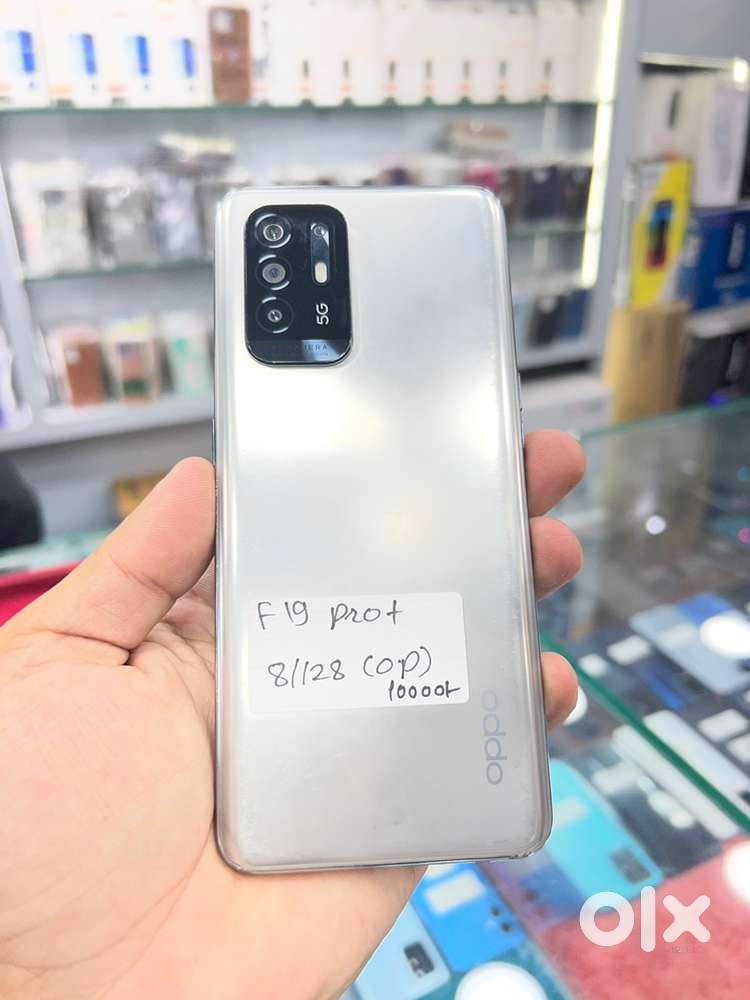 5G
F19 pro+
8/128 (op)
10000/-
oppo
olx